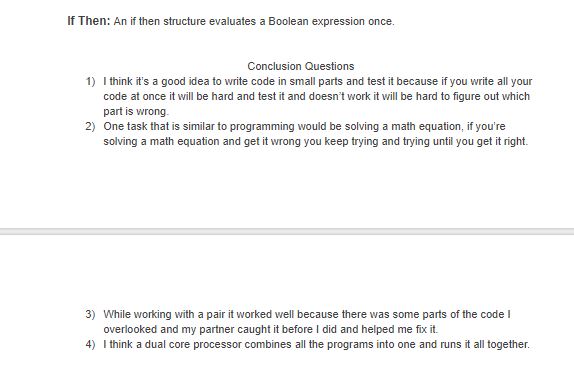 If Then: An if then structure evaluates a Boolean expression once.
Conclusion Questions
1) I think it's a good idea to write code in small parts and test it because if you write all your
code at once it will be hard and test it and doesn't work it will be hard to figure out which
part is wrong.
2) One task that is similar to programming would be solving a math equation, if you're
solving a math equation and get it wrong you keep trying and trying until you get it right.
3) While working with a pair it worked well because there was some parts of the code I
overlooked and my partner caught it before I did and helped me fix it.
4) I think a dual core processor combines all the programs into one and runs it all together.